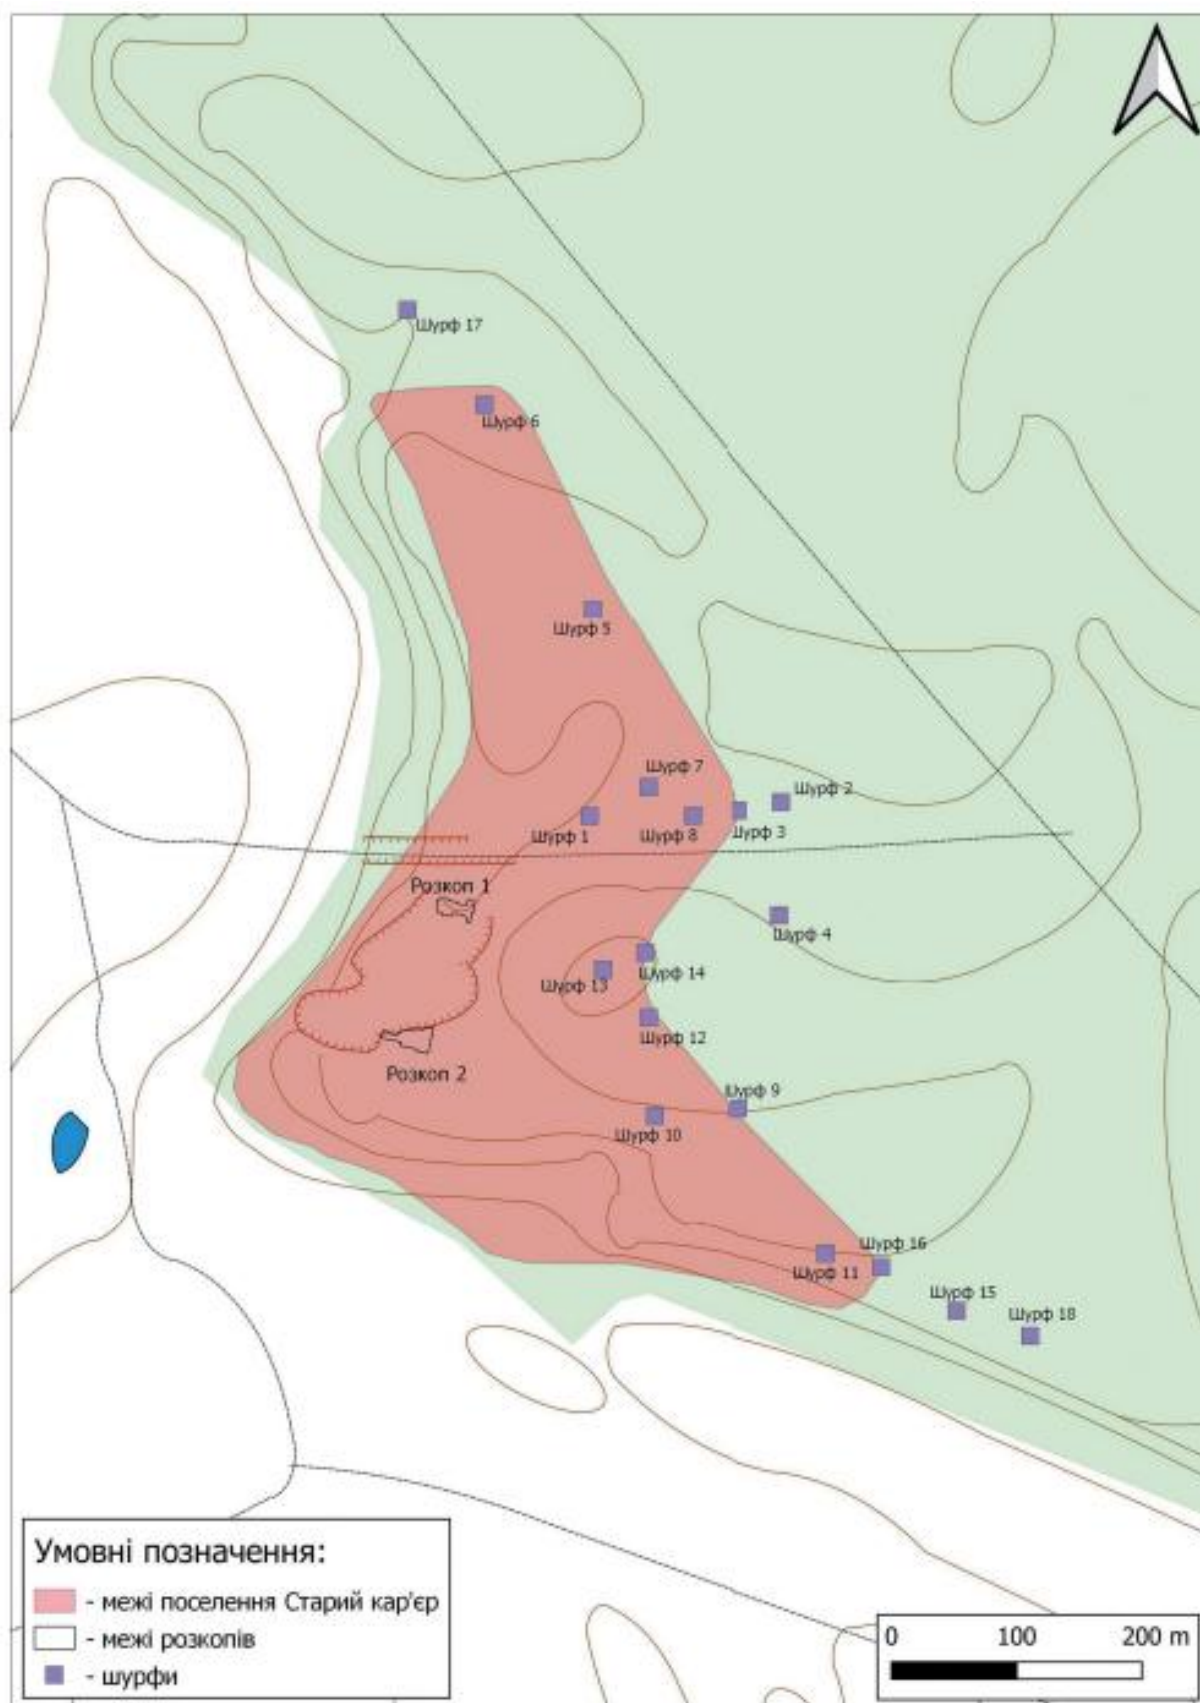 Шурф 17
Шурф 6
Шурф 5
Шурф 7
Шурф 2
Шурф 1
Шурф 8
Шурф 3
Розкоп 1
Шурф 4
Шурф 14
Шурф 13
Шурф 12
Розкоп 2
Шурф 9
Шурф 10
Шурф 16
Шурф 11
Шурф 15
Шурф 18
Умовні позначення:
- межі поселення Старий кар'єр
- межі розкопів
- шурфи
0 100 200 m